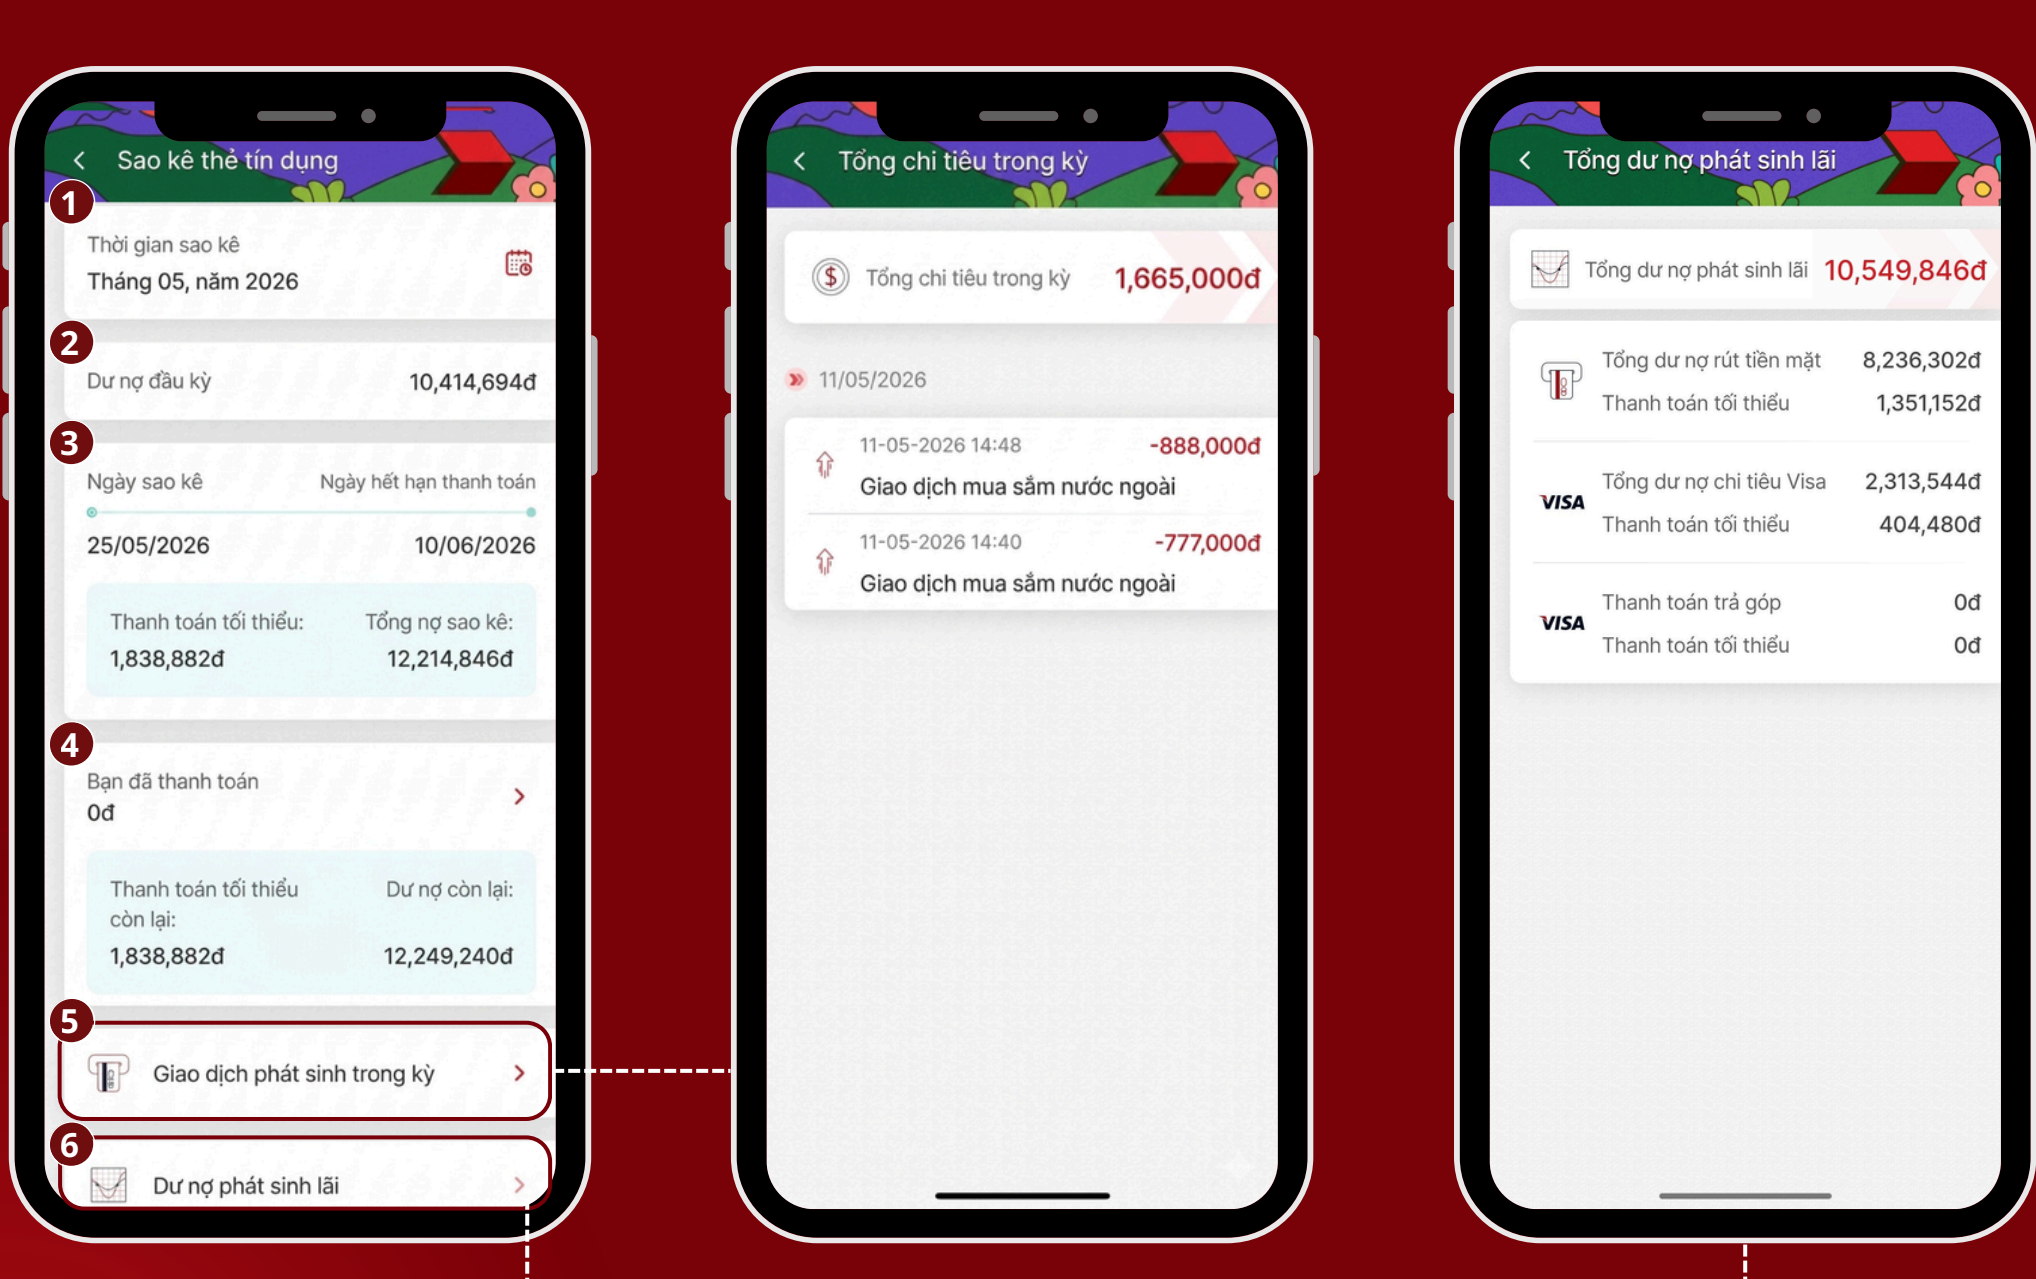 Sao kê thẻ tín dụng
1
Thời gian sao kê
Tháng 05, năm 2026
2
Dư nợ đầu kỳ 10,414,694đ
3
Ngày sao kê Ngày hết hạn thanh toán
25/05/2026 10/06/2026
Thanh toán tối thiểu: Tổng nợ sao kê:
1,838,882đ 12,214,846đ
4
Bạn đã thanh toán
0đ
Thanh toán tối thiểu Dư nợ còn lại:
còn lại:
1,838,882đ 12,249,240đ
5
Giao dịch phát sinh trong kỳ
6
Dư nợ phát sinh lãi
Tổng chi tiêu trong kỳ
Tổng chi tiêu trong kỳ 1,665,000đ
11/05/2026
11-05-2026 14:48 -888,000đ
Giao dịch mua sắm nước ngoài
11-05-2026 14:40 -777,000đ
Giao dịch mua sắm nước ngoài
Tổng dư nợ phát sinh lãi
Tổng dư nợ phát sinh lãi 10,549,846đ
Tổng dư nợ rút tiền mặt 8,236,302đ
Thanh toán tối thiểu 1,351,152đ
VISA
Tổng dư nợ chi tiêu Visa 2,313,544đ
Thanh toán tối thiểu 404,480đ
VISA
Thanh toán trả góp 0đ
Thanh toán tối thiểu 0đ